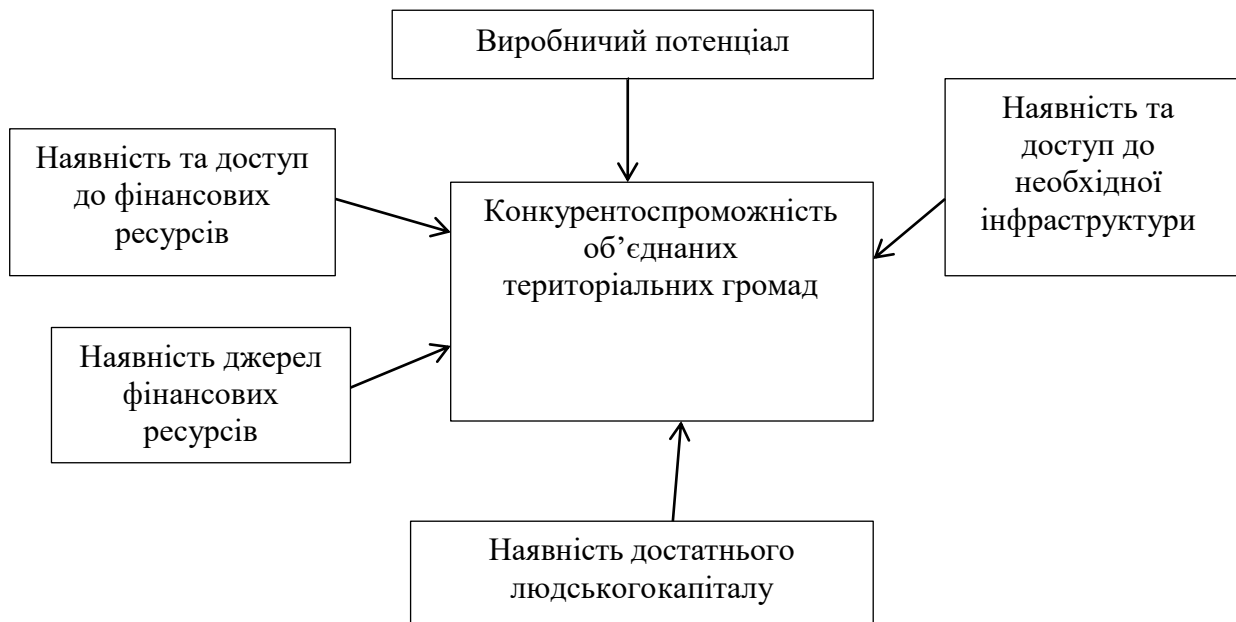 Виробничий потенціал
Наявність та доступ
до фінансових
ресурсів
Наявність та
доступ до
необхідної
інфраструктури
Конкурентоспроможність
об’єднаних
територіальних громад
Наявність джерел
фінансових
ресурсів
Наявність достатнього
людськогокапіталу